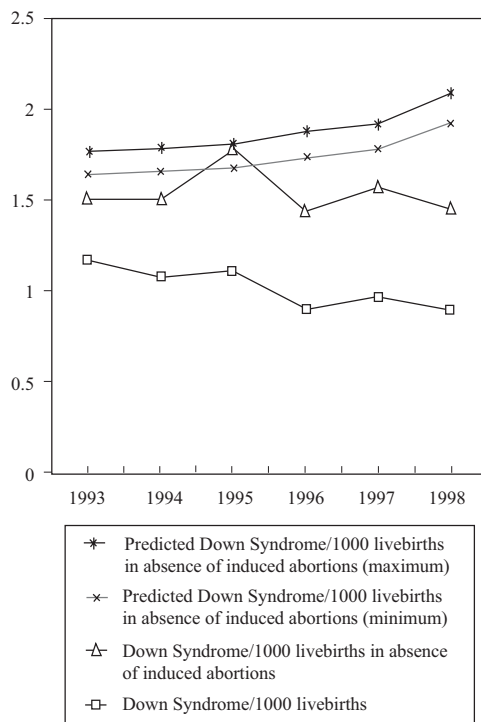 2.5
2
1.5
1
0.5
0
1993 1994 1995 1996 1997 1998
Predicted Down Syndrome/1000 livebirths
in absence of induced abortions (maximum)
Predicted Down Syndrome/1000 livebirths
in absence of induced abortions (minimum)
Down Syndrome/1000 livebirths in absence
of induced abortions
Down Syndrome/1000 livebirths